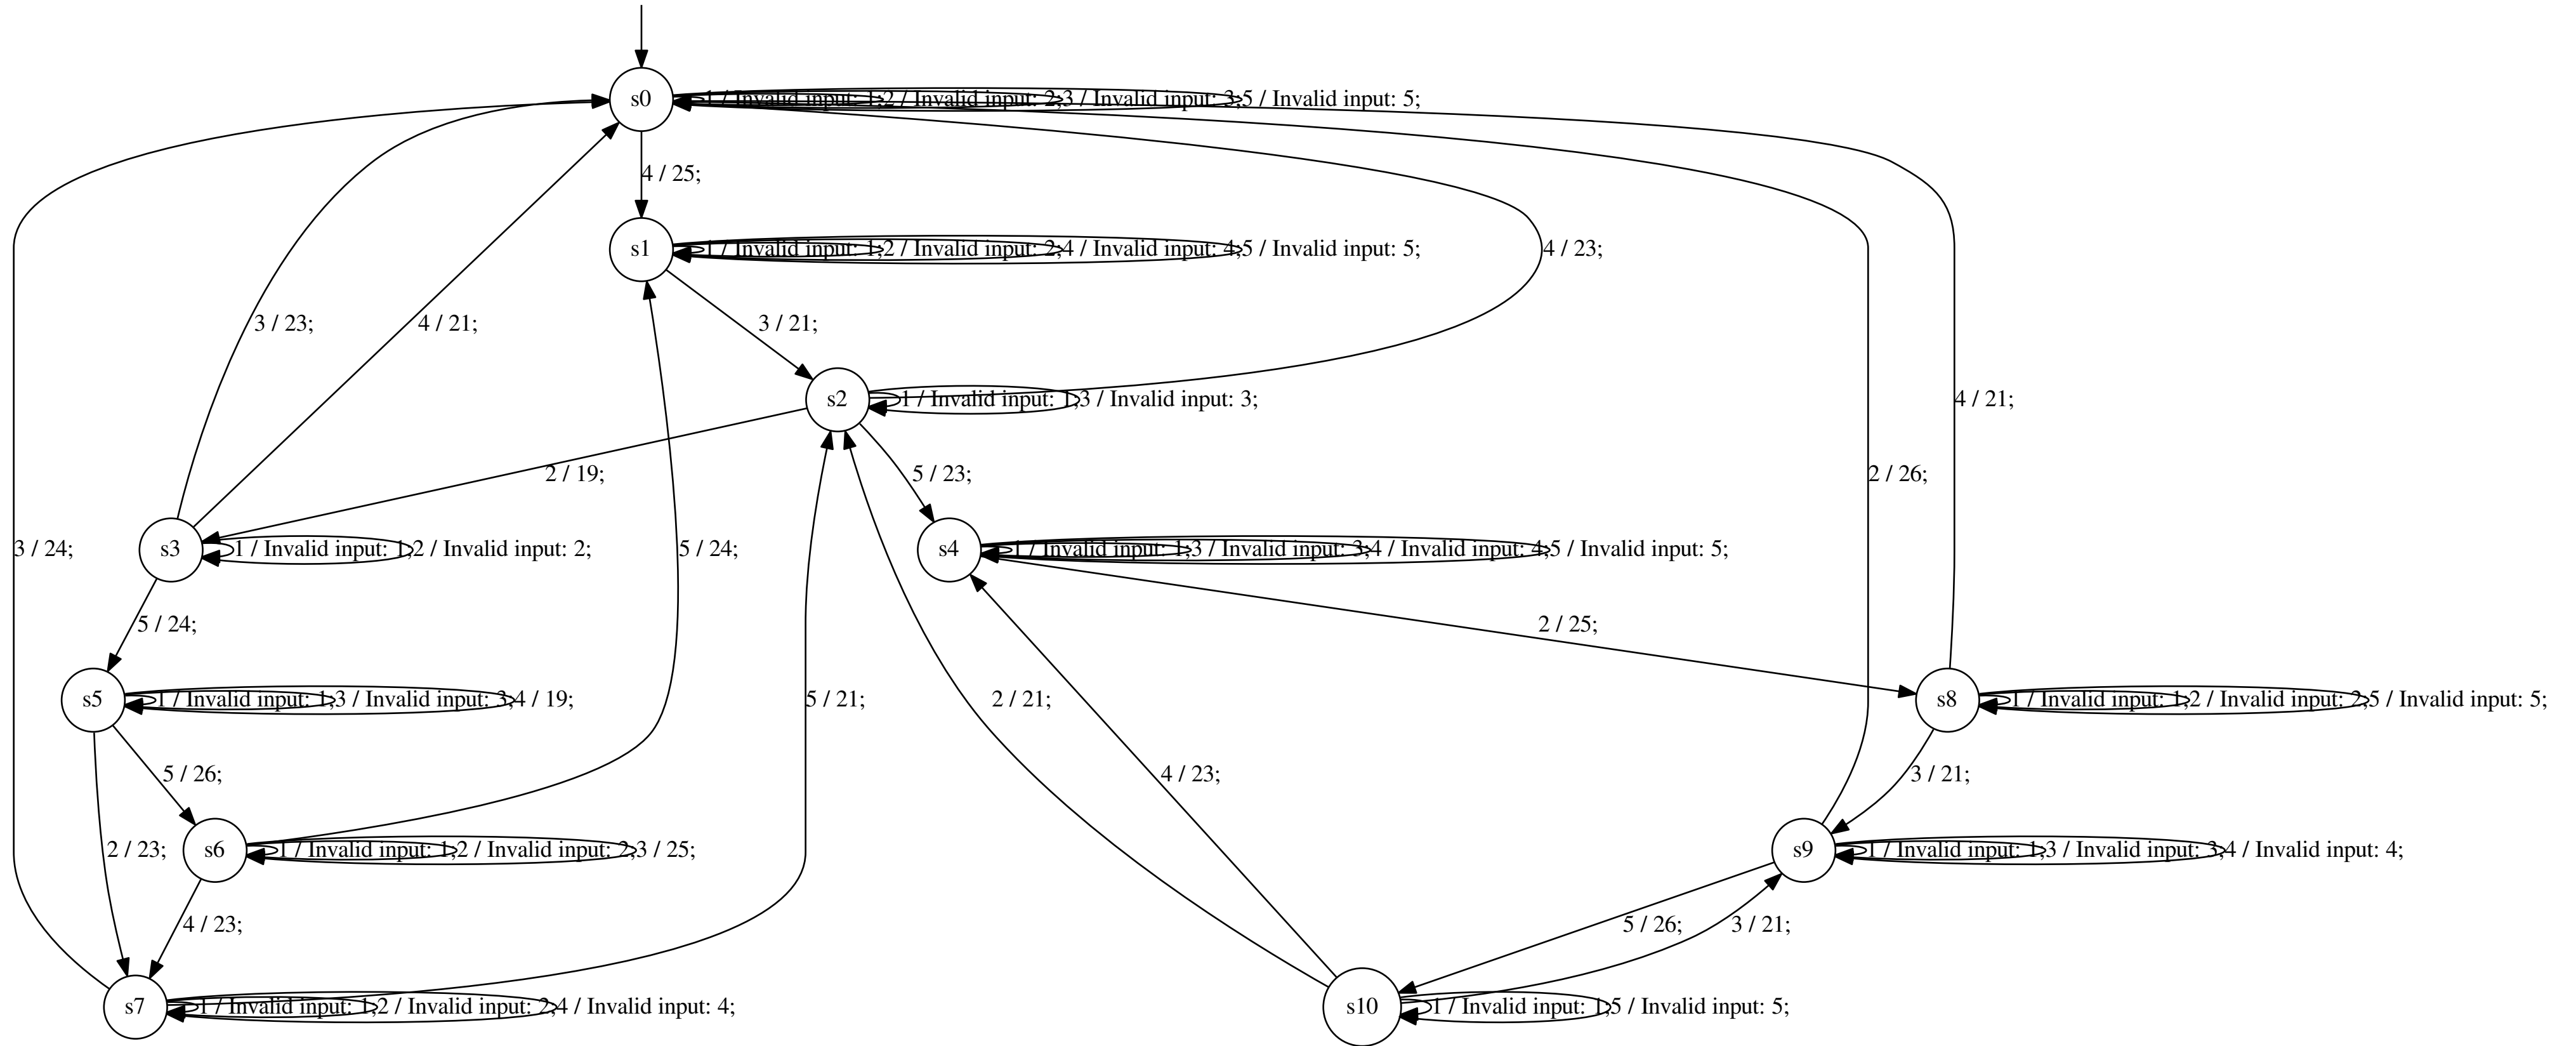 s0
1 / Invalid input: 1;
2 / Invalid input: 2;
3 / Invalid input: 3;
5 / Invalid input: 5;
4 / 25;
s1
1 / Invalid input: 1;
2 / Invalid input: 2;
4 / Invalid input: 4;
5 / Invalid input: 5;
4 / 23;
3 / 23;
4 / 21;
3 / 21;
s2
1 / Invalid input: 1;
3 / Invalid input: 3;
4 / 21;
2 / 19;
5 / 23;
2 / 26;
3 / 24;
s3
1 / Invalid input: 1;
2 / Invalid input: 2;
5 / 24;
s4
1 / Invalid input: 1;
3 / Invalid input: 3;
4 / Invalid input: 4;
5 / Invalid input: 5;
5 / 24;
2 / 25;
s5
1 / Invalid input: 1;
3 / Invalid input: 3;
4 / 19;
5 / 21;
2 / 21;
s8
1 / Invalid input: 1;
2 / Invalid input: 2;
5 / Invalid input: 5;
5 / 26;
4 / 23;
3 / 21;
2 / 23;
s6
1 / Invalid input: 1;
2 / Invalid input: 2;
3 / 25;
s9
1 / Invalid input: 1;
3 / Invalid input: 3;
4 / Invalid input: 4;
4 / 23;
5 / 26;
3 / 21;
s7
1 / Invalid input: 1;
2 / Invalid input: 2;
4 / Invalid input: 4;
s10
1 / Invalid input: 1;
5 / Invalid input: 5;